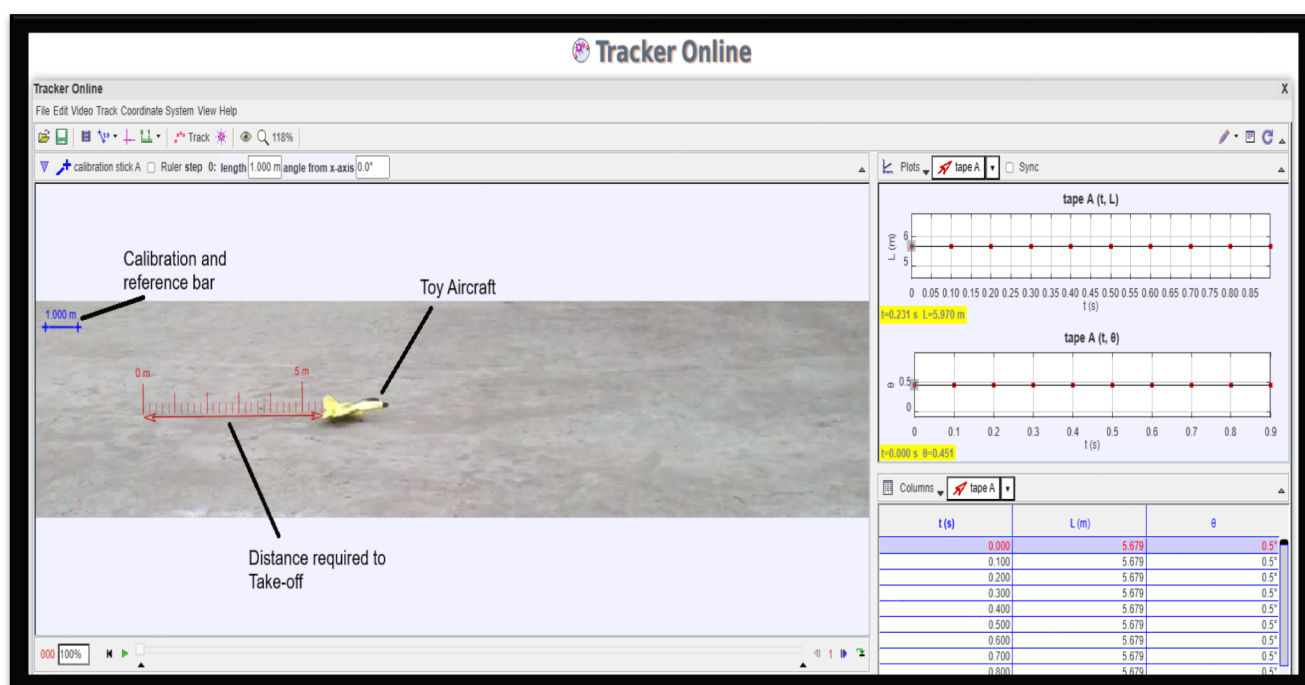 Tracker Online
Tracker Online X
File Edit Video Track Coordinate System View Help
Track 118%
calibration stick A Ruler step 0: length 1.000 m angle from x-axis 0.0°
Calibration and
reference bar
Toy Aircraft
1.000 m
0 m 5 m
Distance required to
Take-off
000 100% 1
Plots tape A Sync
tape A (t, L)
L (m)
6
5
0 0.05 0.10 0.15 0.20 0.25 0.30 0.35 0.40 0.45 0.50 0.55 0.60 0.65 0.70 0.75 0.80 0.85
t (s)
t=0.231 s L=5.970 m
tape A (t, θ)
θ
0.5
0
0 0.1 0.2 0.3 0.4 0.5 0.6 0.7 0.8 0.9
t (s)
t=0.000 s θ=0.451
Columns tape A
t (s) L (m) θ
0.000 5.679 0.5°
0.100 5.679 0.5°
0.200 5.679 0.5°
0.300 5.679 0.5°
0.400 5.679 0.5°
0.500 5.679 0.5°
0.600 5.679 0.5°
0.700 5.679 0.5°
0.800 5.679 0.5°